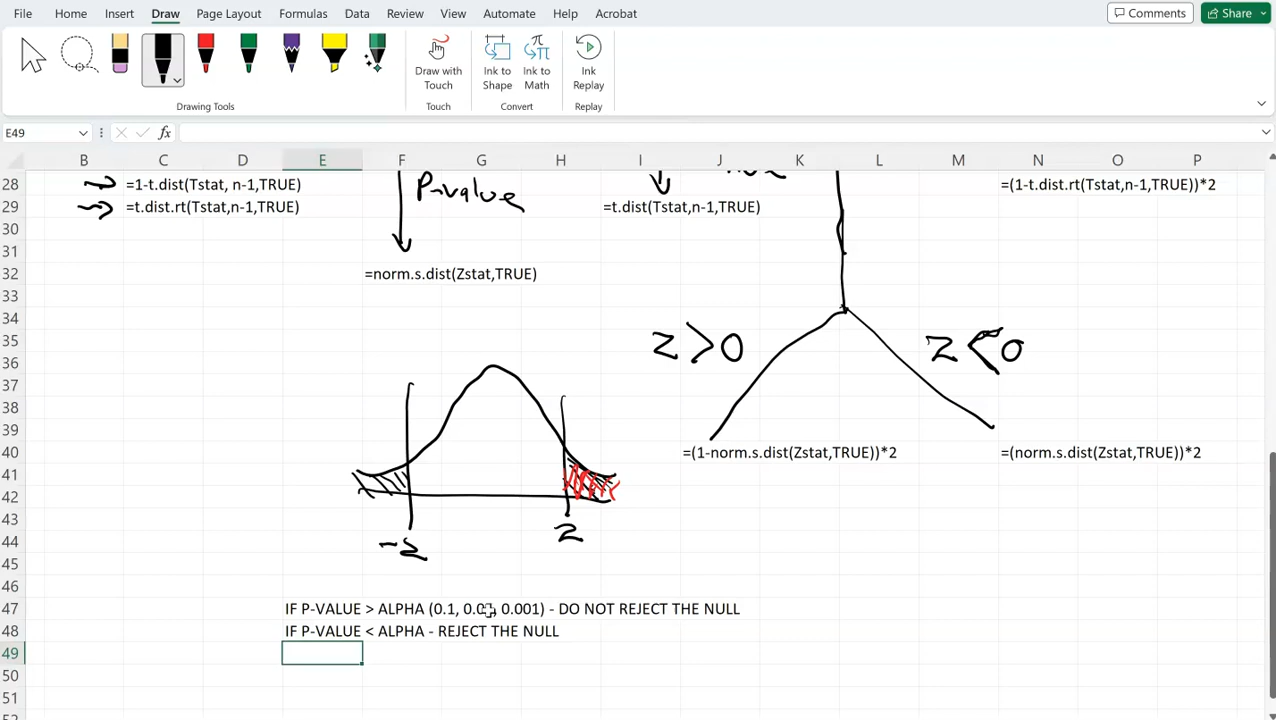 File Insert Draw Page Layout Formulas Data Review View Automate Help Acrobat Comments Share
Draw with Touch
Ink to Shape
Ink to Math
Ink Replay
Drawing Tools Touch Convert Replay
E49 fx
B C D E F G H I J K L M N O P
28 =1-t.dist(Tstat, n-1,TRUE) =(1-t.dist.rt(Tstat,n-1,TRUE))*2
P-value
29 =t.dist.rt(Tstat,n-1,TRUE) =t.dist(Tstat,n-1,TRUE)
30
31
32 =norm.s.dist(Zstat,TRUE)
33
34
35 z>0 z<0
36
37
38
39
40 =(1-norm.s.dist(Zstat,TRUE))*2 =(norm.s.dist(Zstat,TRUE))*2
41
42
43 2
44 -2
45
46
47 IF P-VALUE > ALPHA (0.1, 0.001) - DO NOT REJECT THE NULL
48 IF P-VALUE < ALPHA - REJECT THE NULL
49
50
51
52